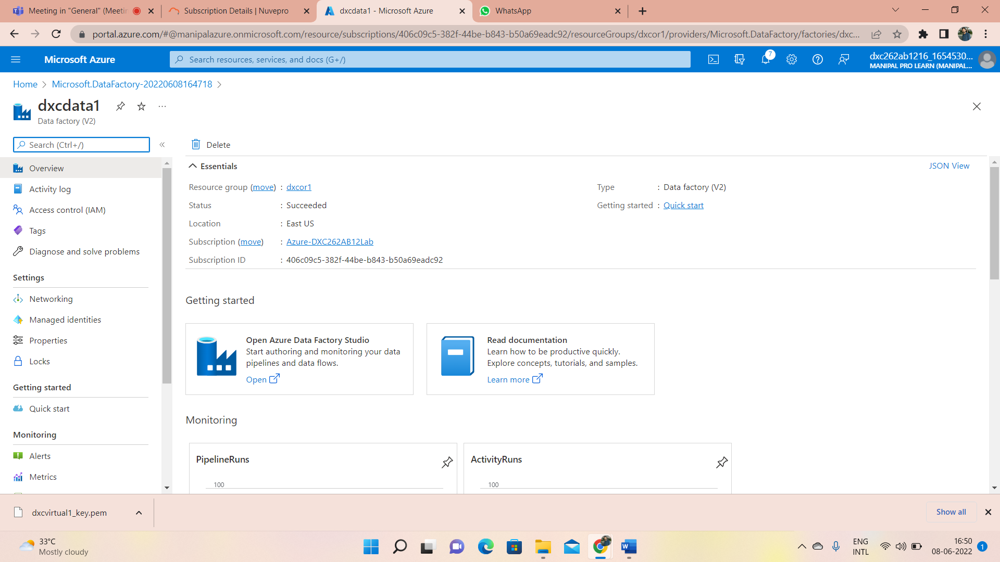 Meeting in "General" (Meetin
Subscription Details | Nuvepro
dxcdata1 - Microsoft Azure
WhatsApp
portal.azure.com/#@manipalazure.onmicrosoft.com/resource/subscriptions/406c09c5-382f-44be-b843-b50a69eadc92/resourceGroups/dxcor1/providers/Microsoft.DataFactory/factories/dxc...
Microsoft Azure
Search resources, services, and docs (G+/)
7
dxc262ab1216_1654530...
MANIPAL PRO LEARN (MANIPAL...
Home > Microsoft.DataFactory-20220608164718 >
dxcdata1
Data factory (V2)
Search (Ctrl+/)
Overview
Activity log
Access control (IAM)
Tags
Diagnose and solve problems
Settings
Networking
Managed identities
Properties
Locks
Getting started
Quick start
Monitoring
Alerts
Metrics
Delete
Essentials
JSON View
Resource group (move) : dxcor1
Status : Succeeded
Location : East US
Subscription (move) : Azure-DXC262AB12Lab
Subscription ID : 406c09c5-382f-44be-b843-b50a69eadc92
Type : Data factory (V2)
Getting started : Quick start
Getting started
Open Azure Data Factory Studio
Start authoring and monitoring your data
pipelines and data flows.
Open
Read documentation
Learn how to be productive quickly.
Explore concepts, tutorials, and samples.
Learn more
Monitoring
PipelineRuns
100
ActivityRuns
100
dxcvirtual1_key.pem
Show all
33°C
Mostly cloudy
ENG
INTL
16:50
08-06-2022
1